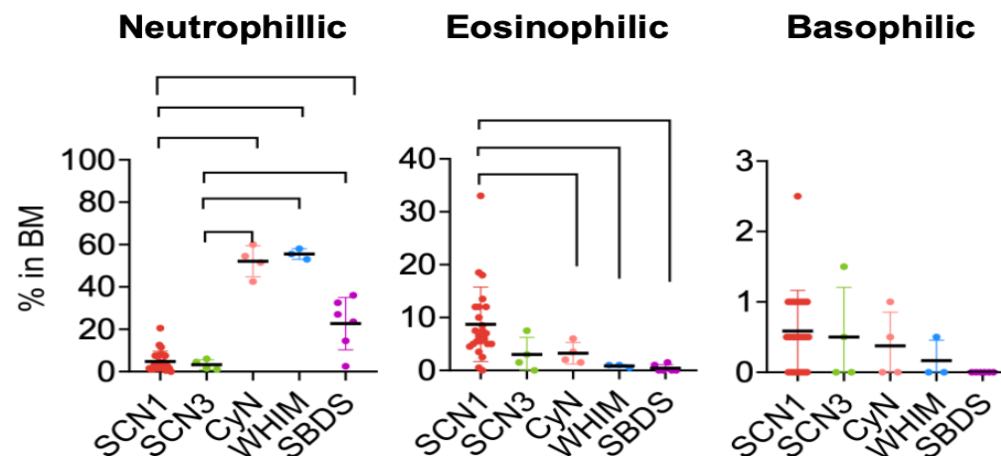 Neutrophillic
Eosinophilic
Basophilic
% in BM
100
80
60
40
20
0
SCN1
SCN3
CyN
WHIM
SBDS
40
30
20
10
0
SCN1
SCN3
CyN
WHIM
SBDS
3
2
1
0
SCN1
SCN3
CyN
WHIM
SBDS